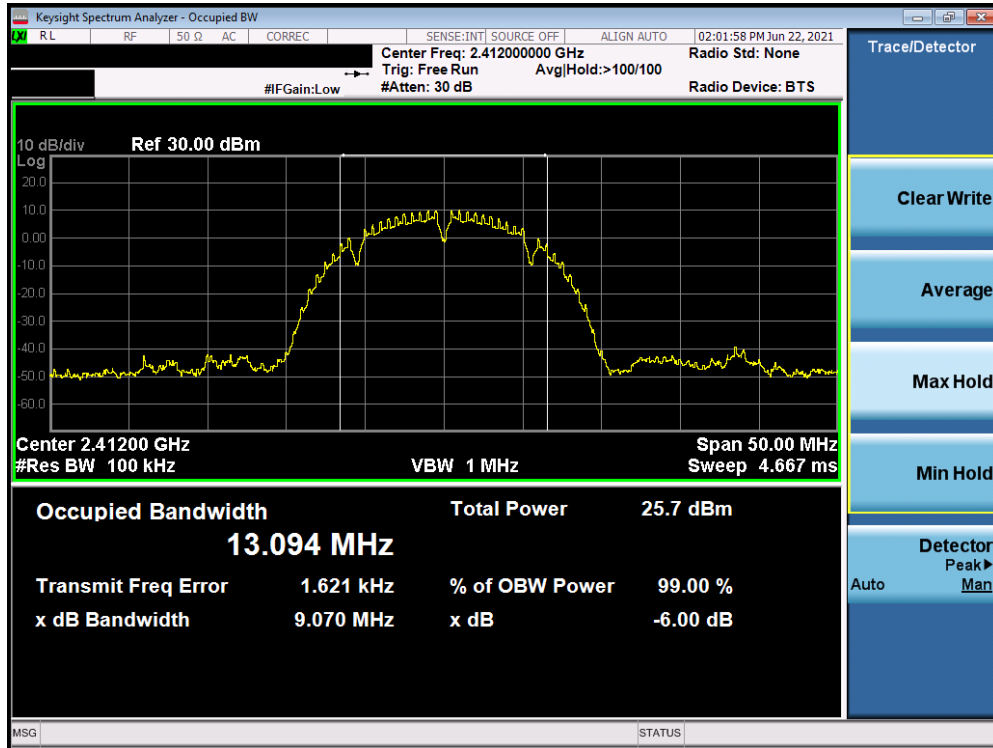 Keysight Spectrum Analyzer - Occupied BW
LXI RL RF 50 Ω AC CORREC SENSE:INT SOURCE OFF ALIGN AUTO 02:01:58 PM Jun 22, 2021
Center Freq: 2.412000000 GHz Radio Std: None
Trig: Free Run Avg|Hold:>100/100
#IFGain:Low #Atten: 30 dB Radio Device: BTS
10 dB/div Ref 30.00 dBm
Log
20.0
10.0
0.00
-10.0
-20.0
-30.0
-40.0
-50.0
-60.0
Center 2.41200 GHz Span 50.00 MHz
#Res BW 100 kHz VBW 1 MHz Sweep 4.667 ms
Occupied Bandwidth Total Power 25.7 dBm
13.094 MHz
Transmit Freq Error 1.621 kHz % of OBW Power 99.00 %
x dB Bandwidth 9.070 MHz x dB -6.00 dB
MSG STATUS
Trace/Detector
Clear Write
Average
Max Hold
Min Hold
Detector
Peak▶
Auto Man